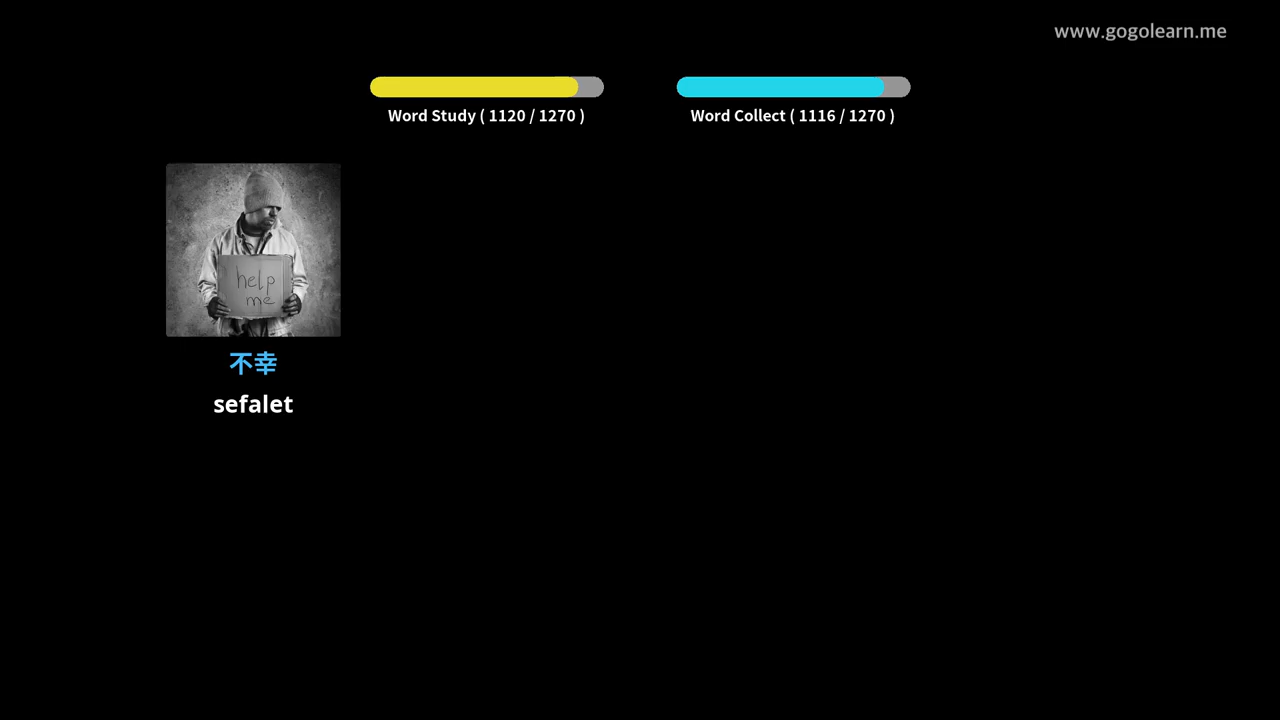 www.gogolearn.me
Word Study ( 1120 / 1270 )
Word Collect ( 1116 / 1270 )
help
me
不幸
sefalet